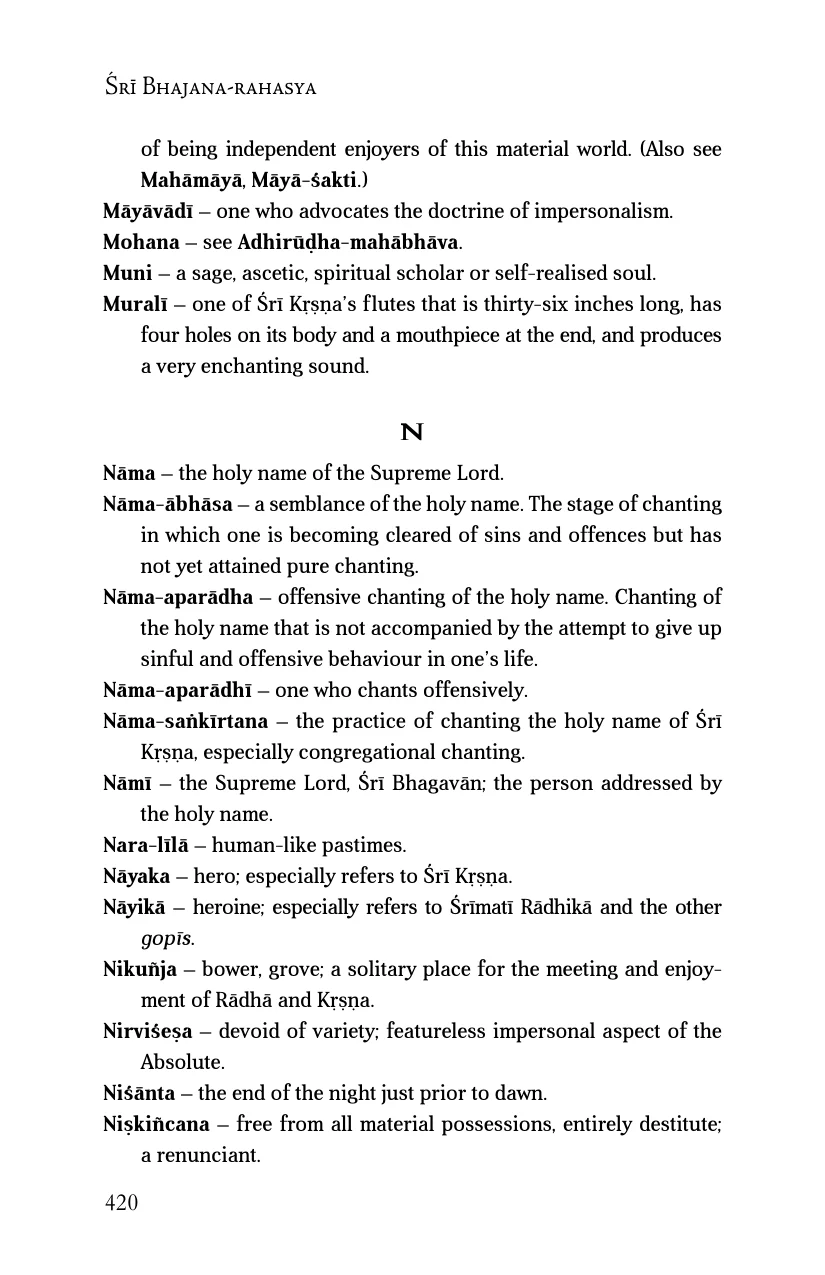 Śrī Bhajana-rahasya
of being independent enjoyers of this material world. (Also see
Mahāmāyā, Māyā-śakti.)
Māyāvādī – one who advocates the doctrine of impersonalism.
Mohana – see Adhirūḍha-mahābhāva.
Muni – a sage, ascetic, spiritual scholar or self-realised soul.
Muralī – one of Śrī Kṛṣṇa’s flutes that is thirty-six inches long, has
four holes on its body and a mouthpiece at the end, and produces
a very enchanting sound.
N
Nāma – the holy name of the Supreme Lord.
Nāma-ābhāsa – a semblance of the holy name. The stage of chanting
in which one is becoming cleared of sins and offences but has
not yet attained pure chanting.
Nāma-aparādha – offensive chanting of the holy name. Chanting of
the holy name that is not accompanied by the attempt to give up
sinful and offensive behaviour in one’s life.
Nāma-aparādhī – one who chants offensively.
Nāma-saṅkīrtana – the practice of chanting the holy name of Śrī
Kṛṣṇa, especially congregational chanting.
Nāmī – the Supreme Lord, Śrī Bhagavān; the person addressed by
the holy name.
Nara-līlā – human-like pastimes.
Nāyaka – hero; especially refers to Śrī Kṛṣṇa.
Nāyikā – heroine; especially refers to Śrīmatī Rādhikā and the other
gopīs.
Nikuñja – bower, grove; a solitary place for the meeting and enjoy-
ment of Rādhā and Kṛṣṇa.
Nirviśeṣa – devoid of variety; featureless impersonal aspect of the
Absolute.
Niśānta – the end of the night just prior to dawn.
Niṣkiñcana – free from all material possessions, entirely destitute;
a renunciant.
420